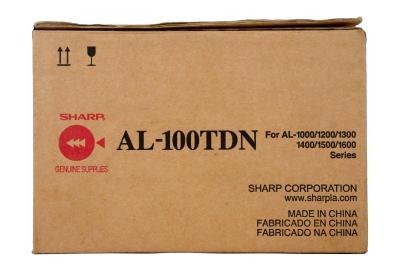 SHARP
GENUINE SUPPLIES
AL-100TDN
For AL-1000/1200/1300
1400/1500/1600
Series
SHARP CORPORATION
www.sharpla.com
MADE IN CHINA
FABRICADO EN CHINA
FABRICADO NA CHINA